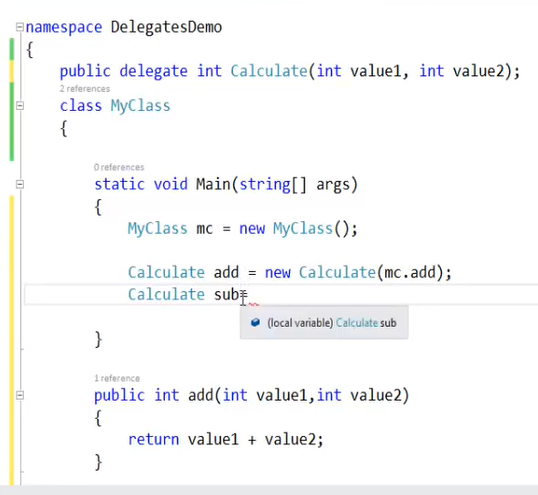 namespace DelegatesDemo
{
public delegate int Calculate(int value1, int value2);
2 references
class MyClass
{
0 references
static void Main(string[] args)
{
MyClass mc = new MyClass();
Calculate add = new Calculate(mc.add);
Calculate sub
(local variable) Calculate sub
}
1 reference
public int add(int value1,int value2)
{
return value1 + value2;
}